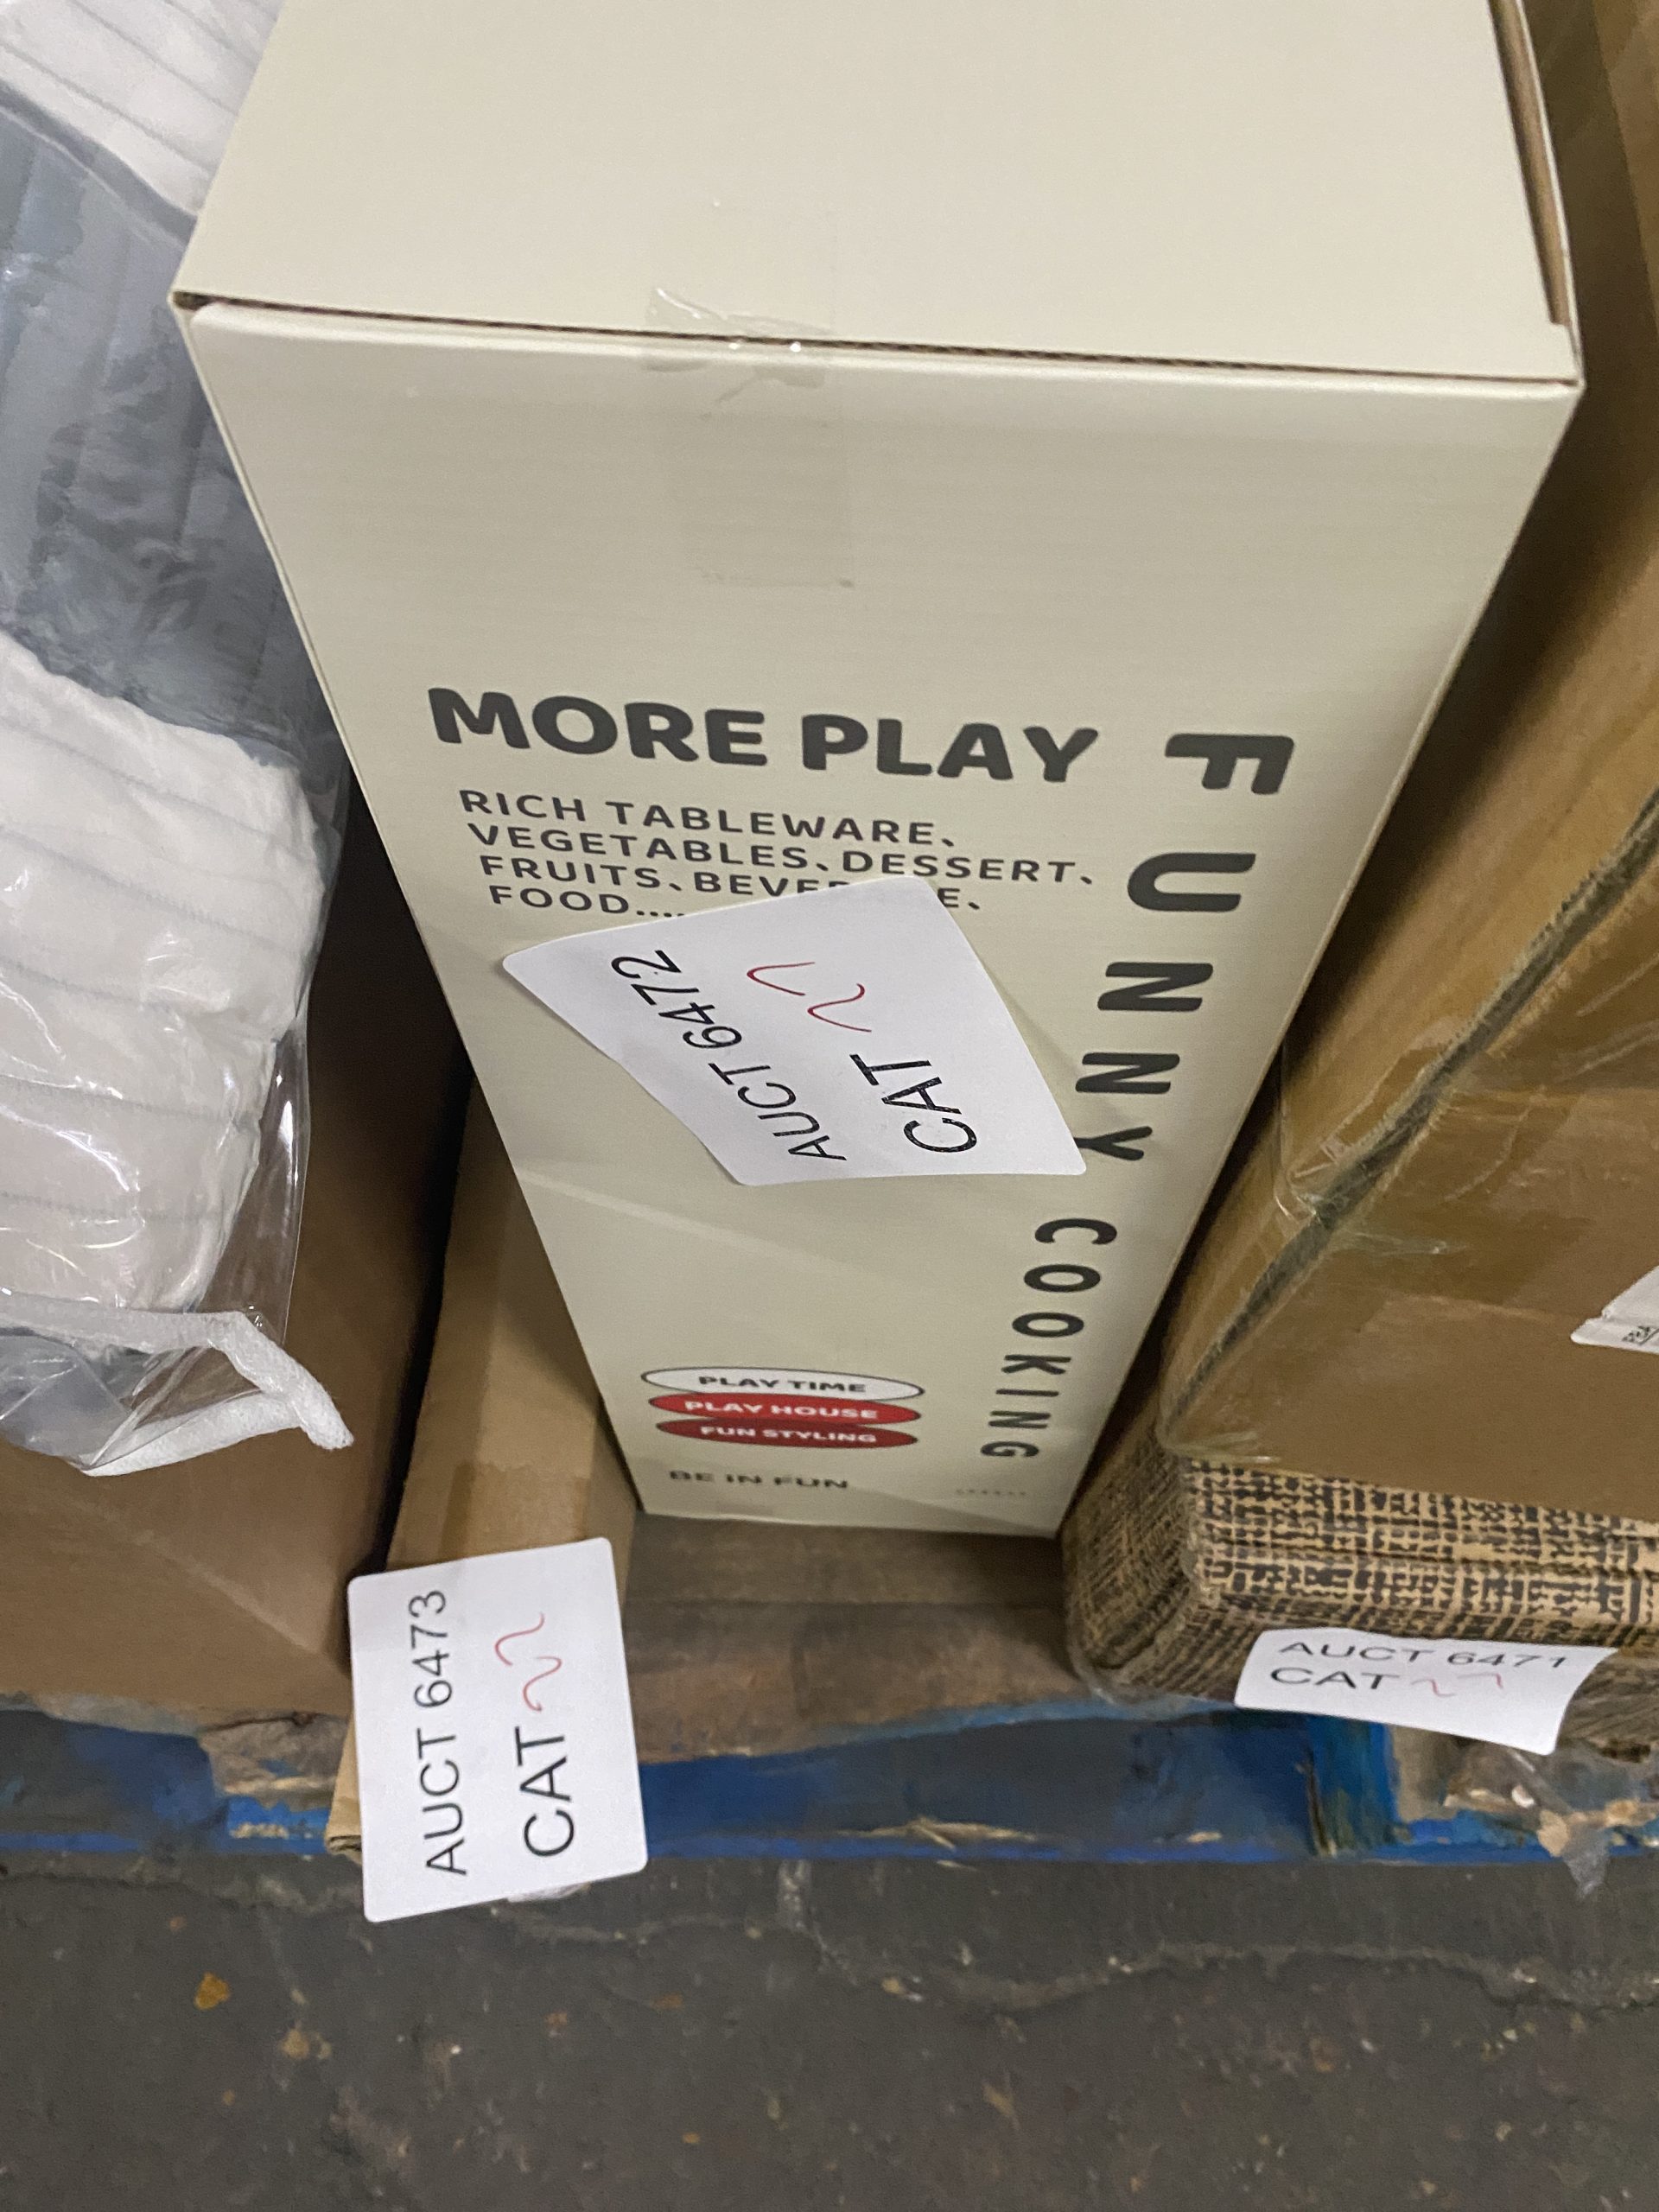 MORE PLAY
RICH TABLEWARE、
VEGETABLES、DESSERT、
FRUITS、
FOOD....
FUNNY COOKING
AUCT 6472
CAT
PLAY TIME
PLAY HOUSE
FUN STYLING
BE IN FUN
AUCT 6473
CAT
AUCT 6471
CAT